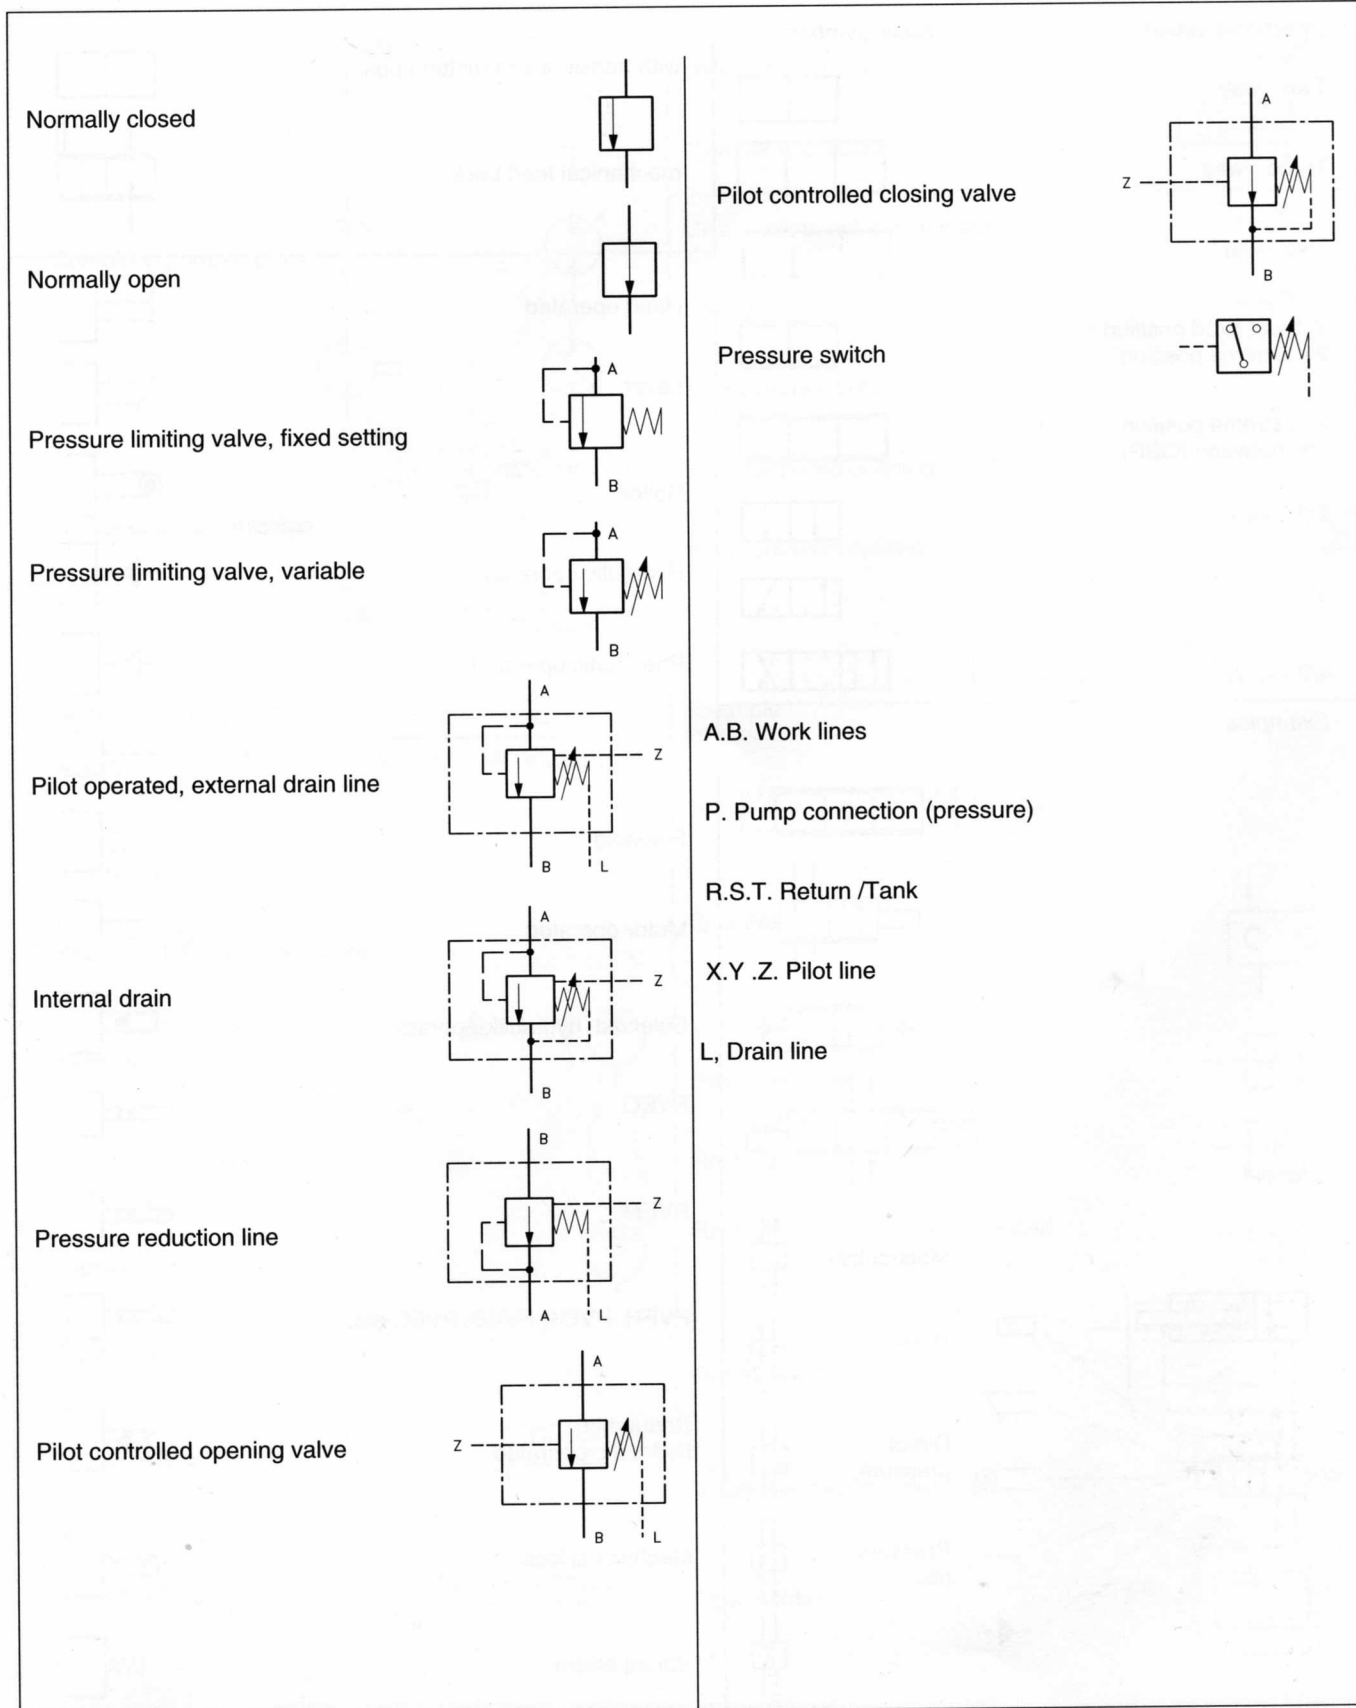 Normally closed
Normally open
A
Pressure limiting valve, fixed setting
B
A
Pressure limiting valve, variable
B
A
Z
Pilot operated, external drain line
B L
A
Z
Internal drain
B
B
Z
Pressure reduction line
A L
A
Z
Pilot controlled opening valve
B L
A
Z
Pilot controlled closing valve
B
Pressure switch
A.B. Work lines
P. Pump connection (pressure)
R.S.T. Return /Tank
X.Y .Z. Pilot line
L, Drain line